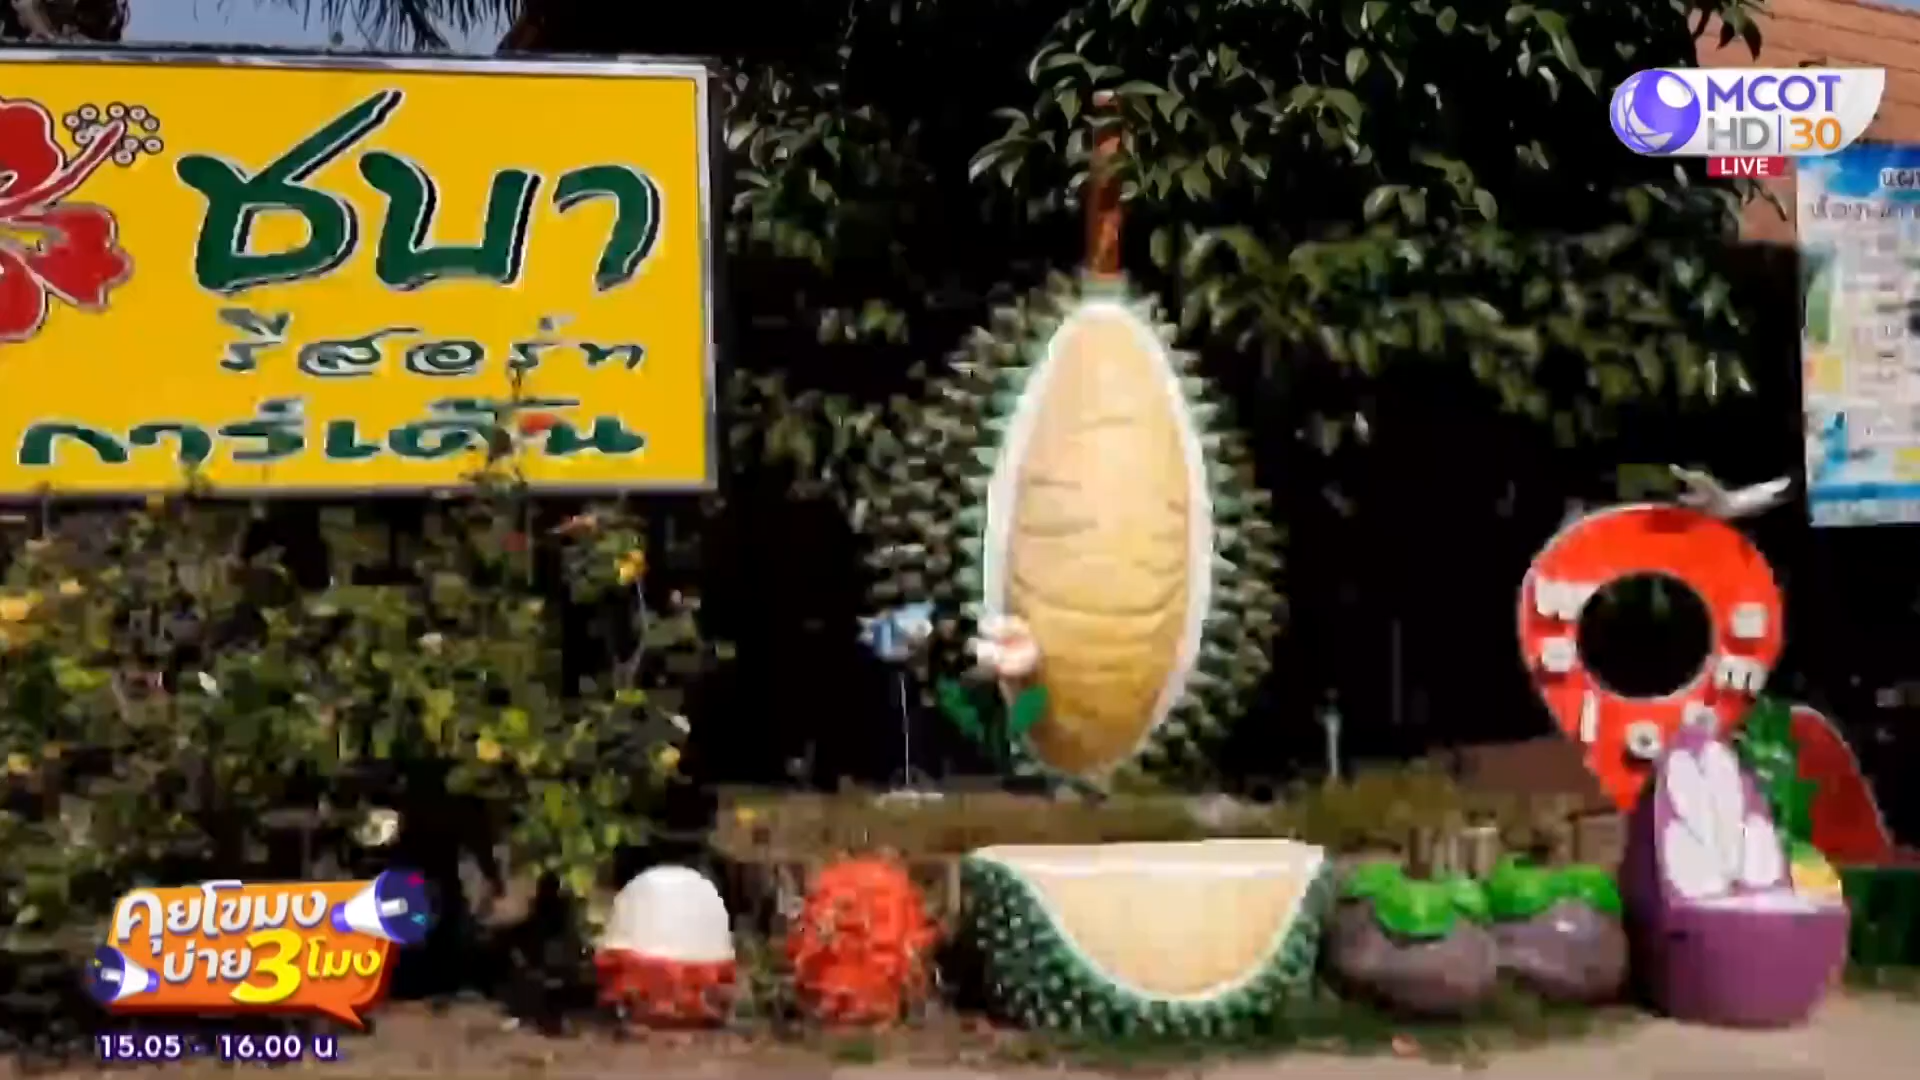 ชบา
รีสอร์ท
การ์เด้น
MCOT
HD 30
LIVE
คุยโขมง
บ่าย 3 โมง
15.05 - 16.00 น.